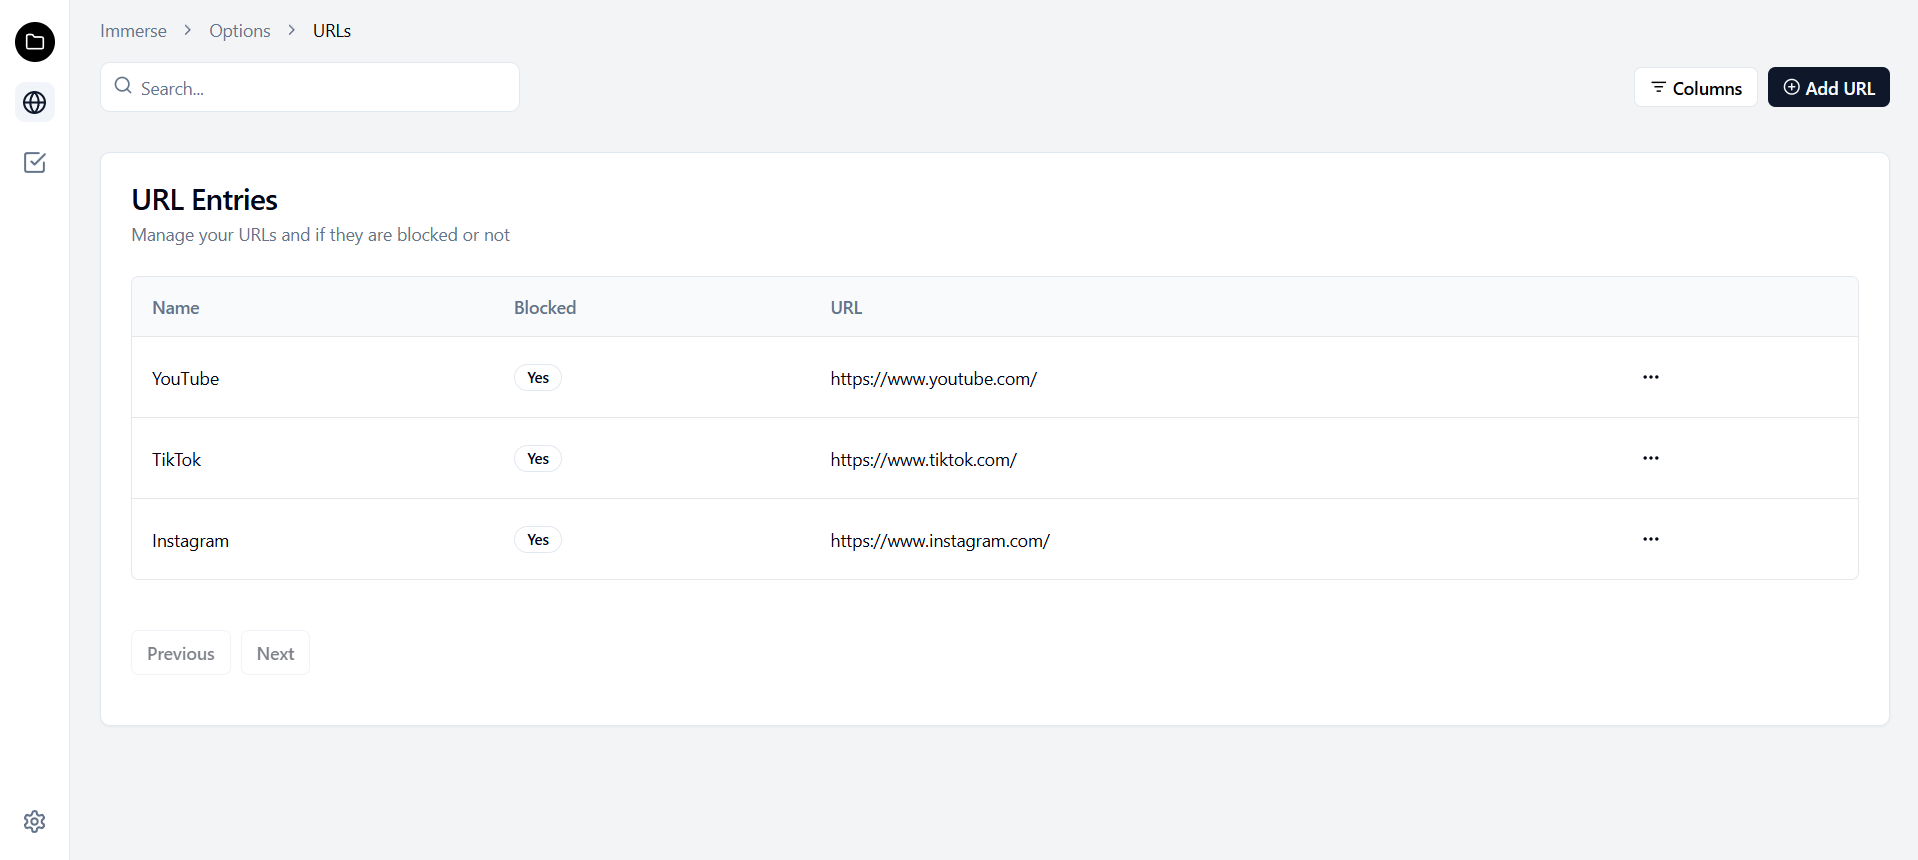 Immerse > Options > URLs
Search...
Columns
Add URL
URL Entries
Manage your URLs and if they are blocked or not
Name Blocked URL
YouTube Yes https://www.youtube.com/
TikTok Yes https://www.tiktok.com/
Instagram Yes https://www.instagram.com/
Previous Next